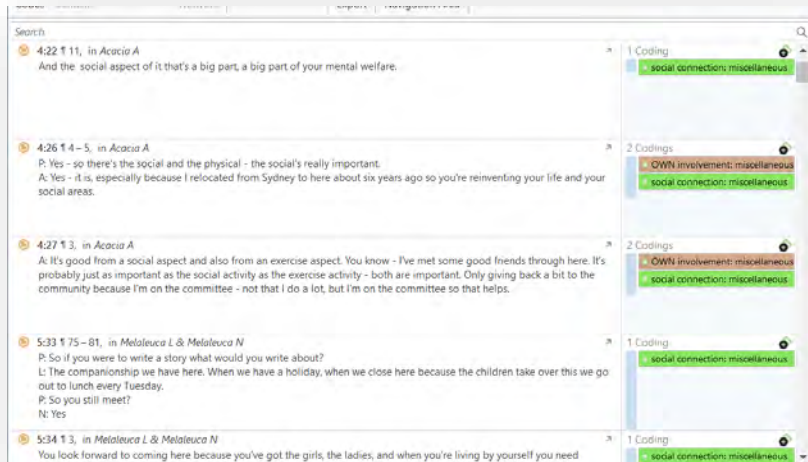 Export
Navigation
Search
4:22 ¶ 11, in Acacia A
And the social aspect of it that's a big part, a big part of your mental welfare.
1 Coding
social connection: miscellaneous
4:26 ¶ 4 – 5, in Acacia A
P: Yes - so there's the social and the physical - the social's really important.
A: Yes - it is, especially because I relocated from Sydney to here about six years ago so you're reinventing your life and your
social areas.
2 Codings
OWN involvement: miscellaneous
social connection: miscellaneous
4:27 ¶ 3, in Acacia A
A: It's good from a social aspect and also from an exercise aspect. You know - I've met some good friends through here. It's
probably just as important as the social activity as the exercise activity - both are important. Only giving back a bit to the
community because I'm on the committee - not that I do a lot, but I'm on the committee so that helps.
2 Codings
OWN involvement: miscellaneous
social connection: miscellaneous
5:33 ¶ 75 – 81, in Melaleuca L & Melaleuca N
P: So if you were to write a story what would you write about?
L: The companionship we have here. When we have a holiday, when we close here because the children take over this we go
out to lunch every Tuesday.
P: So you still meet?
N: Yes
1 Coding
social connection: miscellaneous
5:34 ¶ 3, in Melaleuca L & Melaleuca N
You look forward to coming here because you've got the girls, the ladies, and when you're living by yourself you need
1 Coding
social connection: miscellaneous